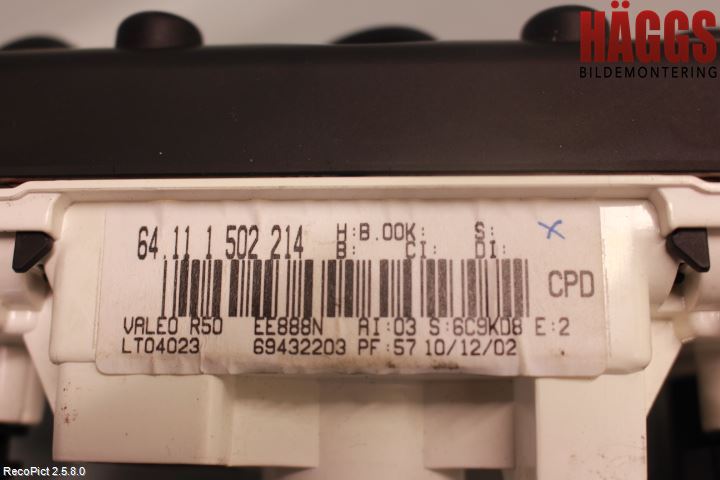 HÄGGS
BILDEMONTERING
64.11 1 502 214 H:B.00K: S: x
B: CI: DI:
CPD
VALEO R50 EE888N AI:03 S:6C9KD8 E:2
LT04023 69432203 PF:57 10/12/02
RecoPict 2.5.8.0